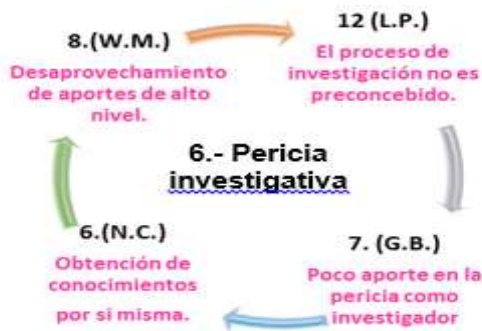 8.(W.M.)
Desaprovechamiento
de aportes de alto
nivel.
12 (L.P.)
El proceso de
investigación no es
preconcebido.
6.- Pericia
investigativa
6.(N.C.)
Obtención de
conocimientos
por si misma.
7. (G.B.)
Poco aporte en la
pericia como
investigador